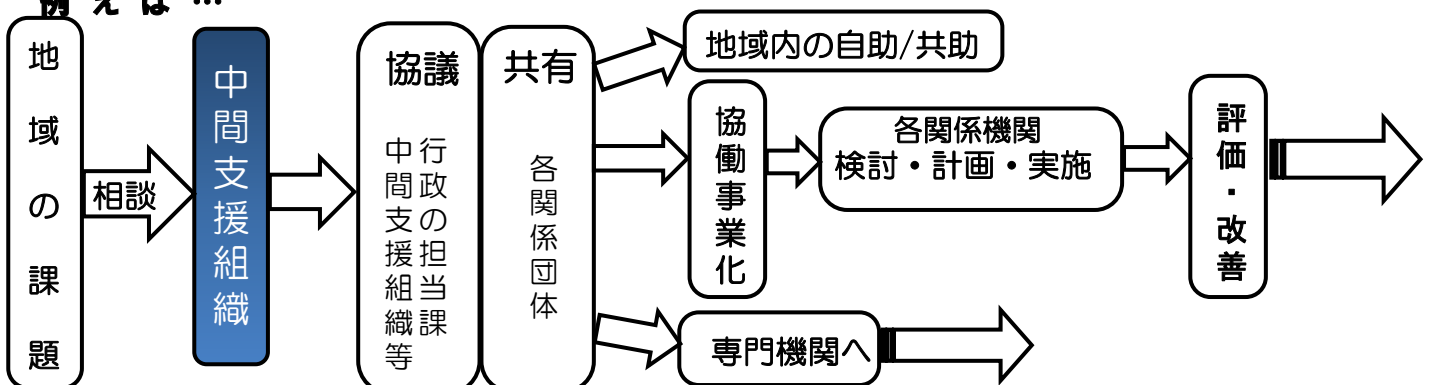 例えば…
地域の課題
相談
中間支援組織
協議
行政の担当課
中間支援組織等
共有
各関係団体
地域内の自助/共助
協働事業化
各関係機関
検討・計画・実施
評価・改善
専門機関へ